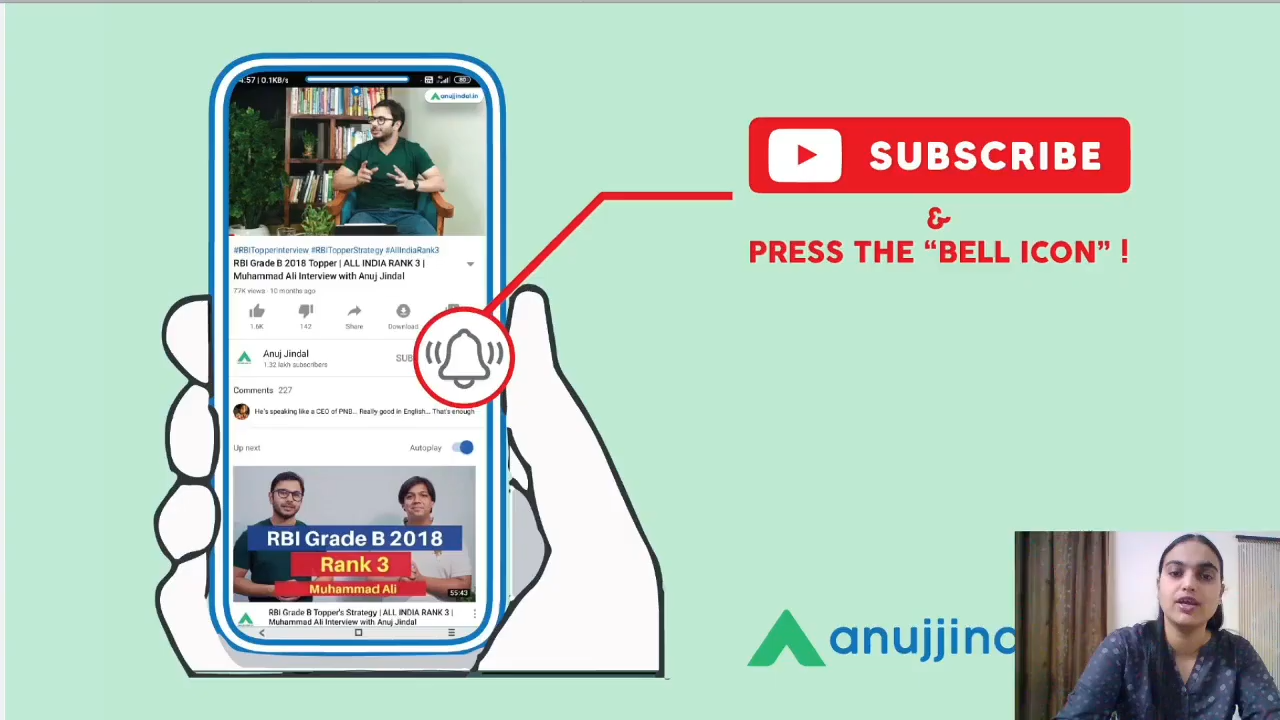 4:57 | 0.1KB/s
anujjindal.in
#RBITopperInterview #RBITopperStrategy #AllIndiaRank3
RBI Grade B 2018 Topper | ALL INDIA RANK 3 |
Muhammad Ali Interview with Anuj Jindal
77K views · 10 months ago
1.6K 142 Share Download
Anuj Jindal
1.32 lakh subscribers
SUB
Comments 227
He's speaking like a CEO of PNB... Really good in English... That's enough
Up next Autoplay
RBI Grade B 2018
Rank 3
Muhammad Ali
55:43
RBI Grade B Topper's Strategy | ALL INDIA RANK 3 |
Muhammad Ali Interview with Anuj Jindal
SUBSCRIBE
&
PRESS THE “BELL ICON” !
anujjind